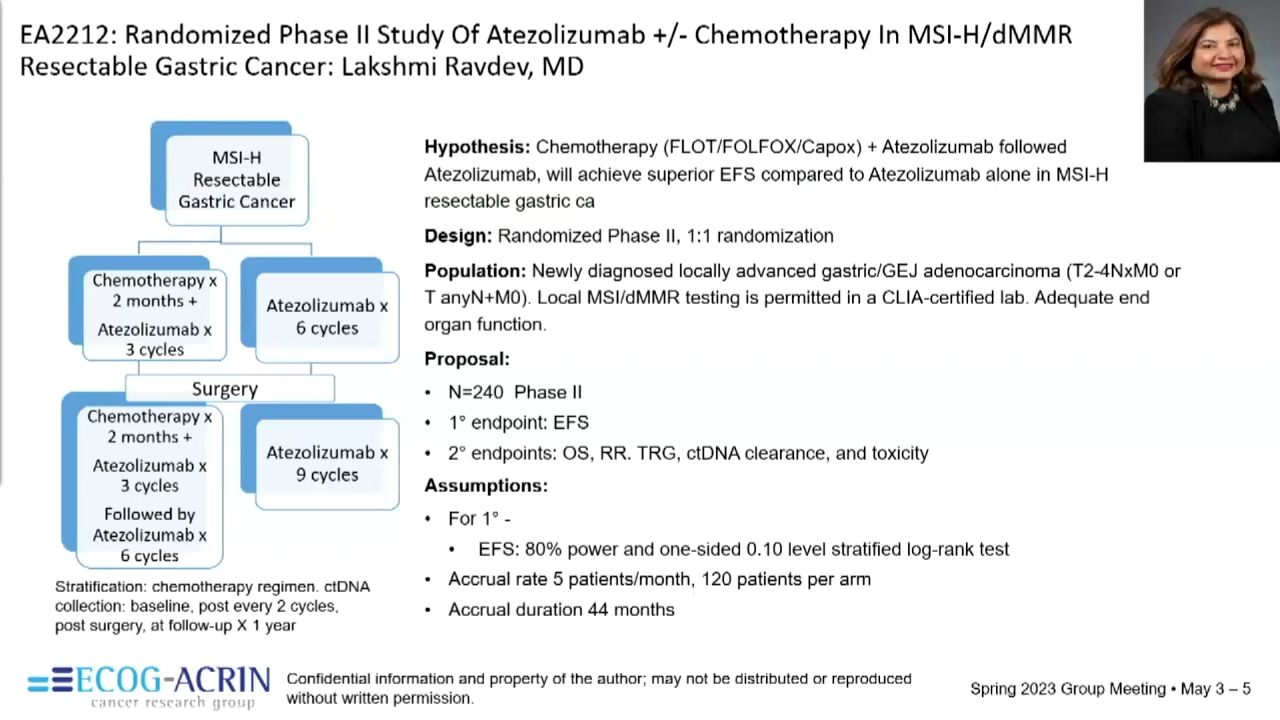 EA2212: Randomized Phase II Study Of Atezolizumab +/- Chemotherapy In MSI-H/dMMR
Resectable Gastric Cancer: Lakshmi Ravdev, MD
MSI-H
Resectable
Gastric Cancer
Chemotherapy x
2 months +
Atezolizumab x
3 cycles
Atezolizumab x
6 cycles
Surgery
Chemotherapy x
2 months +
Atezolizumab x
3 cycles
Followed by
Atezolizumab x
6 cycles
Atezolizumab x
9 cycles
Stratification: chemotherapy regimen. ctDNA
collection: baseline, post every 2 cycles,
post surgery, at follow-up X 1 year
Hypothesis: Chemotherapy (FLOT/FOLFOX/Capox) + Atezolizumab followed
Atezolizumab, will achieve superior EFS compared to Atezolizumab alone in MSI-H
resectable gastric ca
Design: Randomized Phase II, 1:1 randomization
Population: Newly diagnosed locally advanced gastric/GEJ adenocarcinoma (T2-4NxM0 or
T anyN+M0). Local MSI/dMMR testing is permitted in a CLIA-certified lab. Adequate end
organ function.
Proposal:
• N=240 Phase II
• 1° endpoint: EFS
• 2° endpoints: OS, RR. TRG, ctDNA clearance, and toxicity
Assumptions:
• For 1° -
• EFS: 80% power and one-sided 0.10 level stratified log-rank test
• Accrual rate 5 patients/month, 120 patients per arm
• Accrual duration 44 months
ECOG-ACRIN
cancer research group
Confidential information and property of the author; may not be distributed or reproduced
without written permission.
Spring 2023 Group Meeting • May 3 – 5